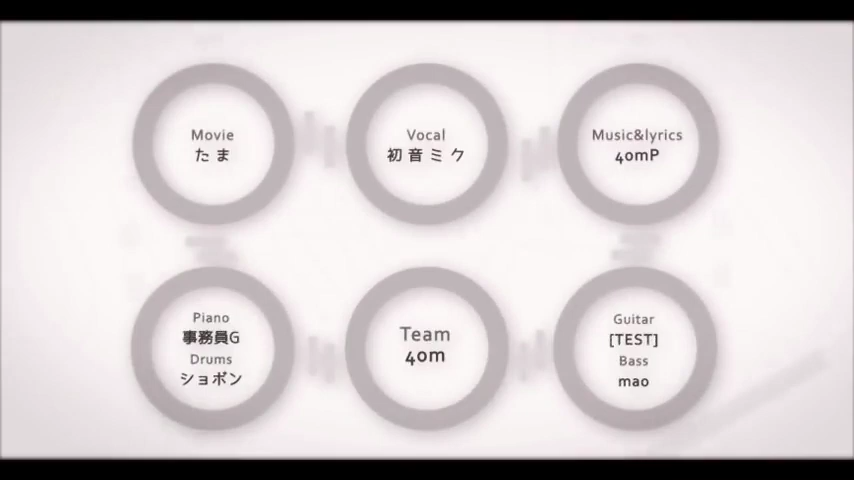 Movie
たま
Vocal
初音ミク
Music&lyrics
40mP
Piano
事務員G
Drums
ショボン
Team
40m
Guitar
[TEST]
Bass
mao